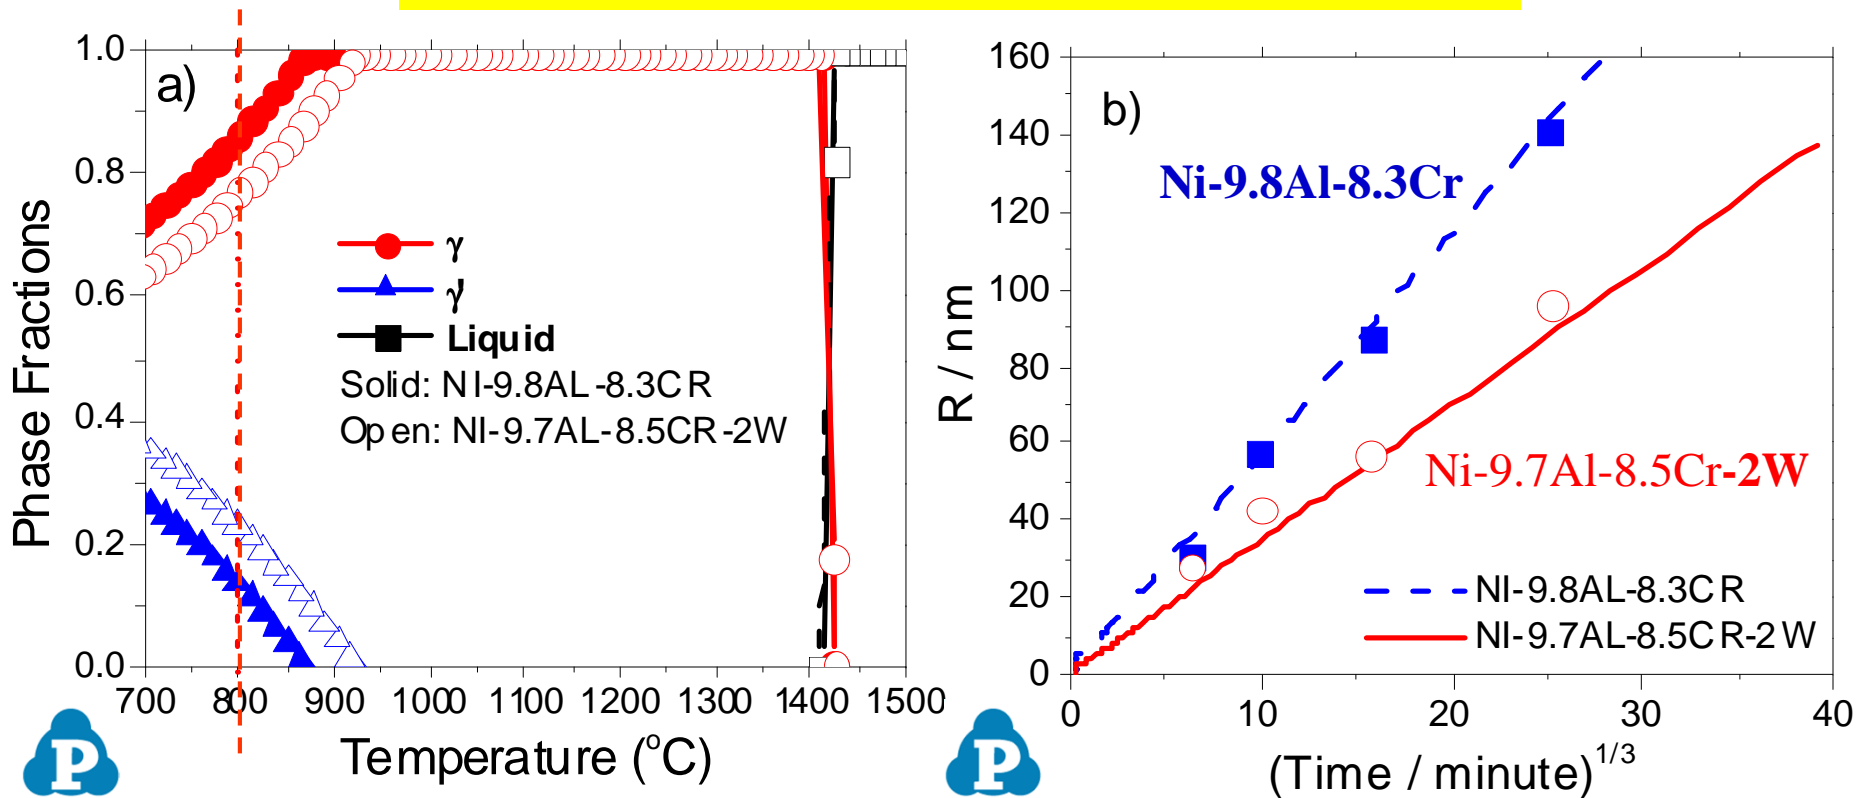 a)
1.0
0.8
0.6
0.4
0.2
0.0
Phase Fractions
γ
γ'
Liquid
Solid: NI-9.8AL-8.3CR
Open: NI-9.7AL-8.5CR-2W
700 800 900 1000 1100 1200 1300 1400 1500
Temperature (°C)
P
b)
160
140
120
100
80
60
40
20
0
R / nm
Ni-9.8Al-8.3Cr
Ni-9.7Al-8.5Cr-2W
NI-9.8AL-8.3CR
NI-9.7AL-8.5CR-2W
0 10 20 30 40
(Time / minute)1/3
P